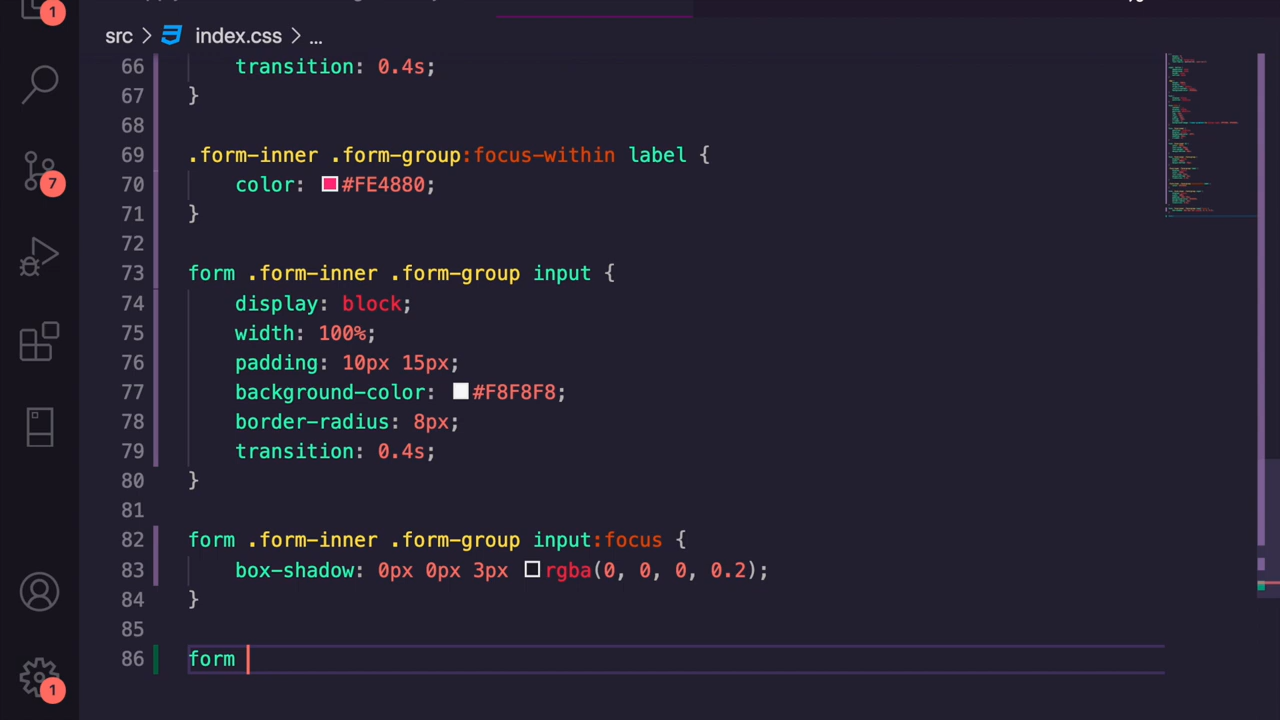 1
src > index.css > ...
66 transition: 0.4s;
67 }
68
69 .form-inner .form-group:focus-within label {
70 color: #FE4880;
71 }
72
73 form .form-inner .form-group input {
74 display: block;
75 width: 100%;
76 padding: 10px 15px;
77 background-color: #F8F8F8;
78 border-radius: 8px;
79 transition: 0.4s;
80 }
81
82 form .form-inner .form-group input:focus {
83 box-shadow: 0px 0px 3px rgba(0, 0, 0, 0.2);
84 }
85
86 form
7
1